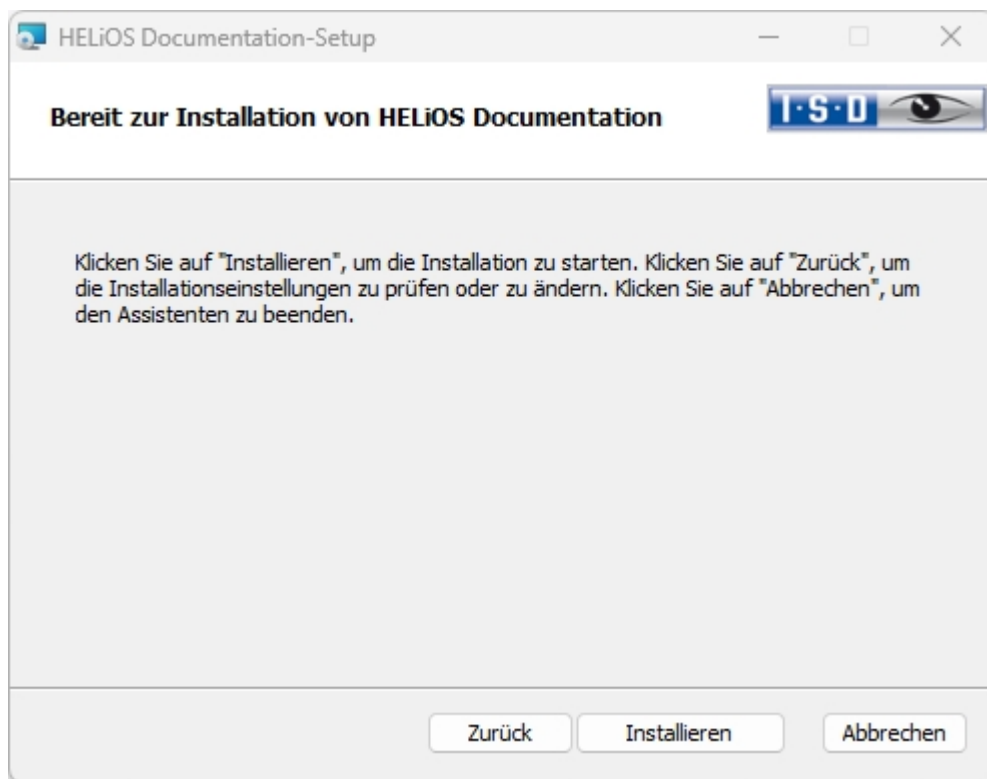 HELiOS Documentation-Setup
Bereit zur Installation von HELiOS Documentation
I·S·D
Klicken Sie auf "Installieren", um die Installation zu starten. Klicken Sie auf "Zurück", um
die Installationseinstellungen zu prüfen oder zu ändern. Klicken Sie auf "Abbrechen", um
den Assistenten zu beenden.
Zurück
Installieren
Abbrechen